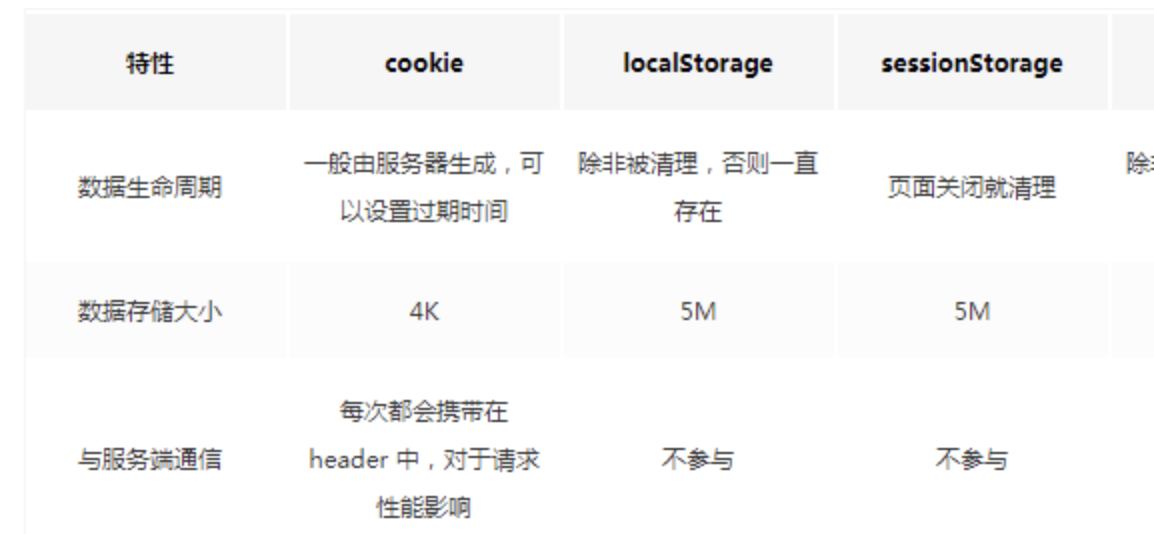 特性 cookie localStorage sessionStorage
数据生命周期 一般由服务器生成，可以设置过期时间 除非被清理，否则一直存在 页面关闭就清理 除
数据存储大小 4K 5M 5M
与服务端通信 每次都会携带在 header 中，对于请求性能影响 不参与 不参与